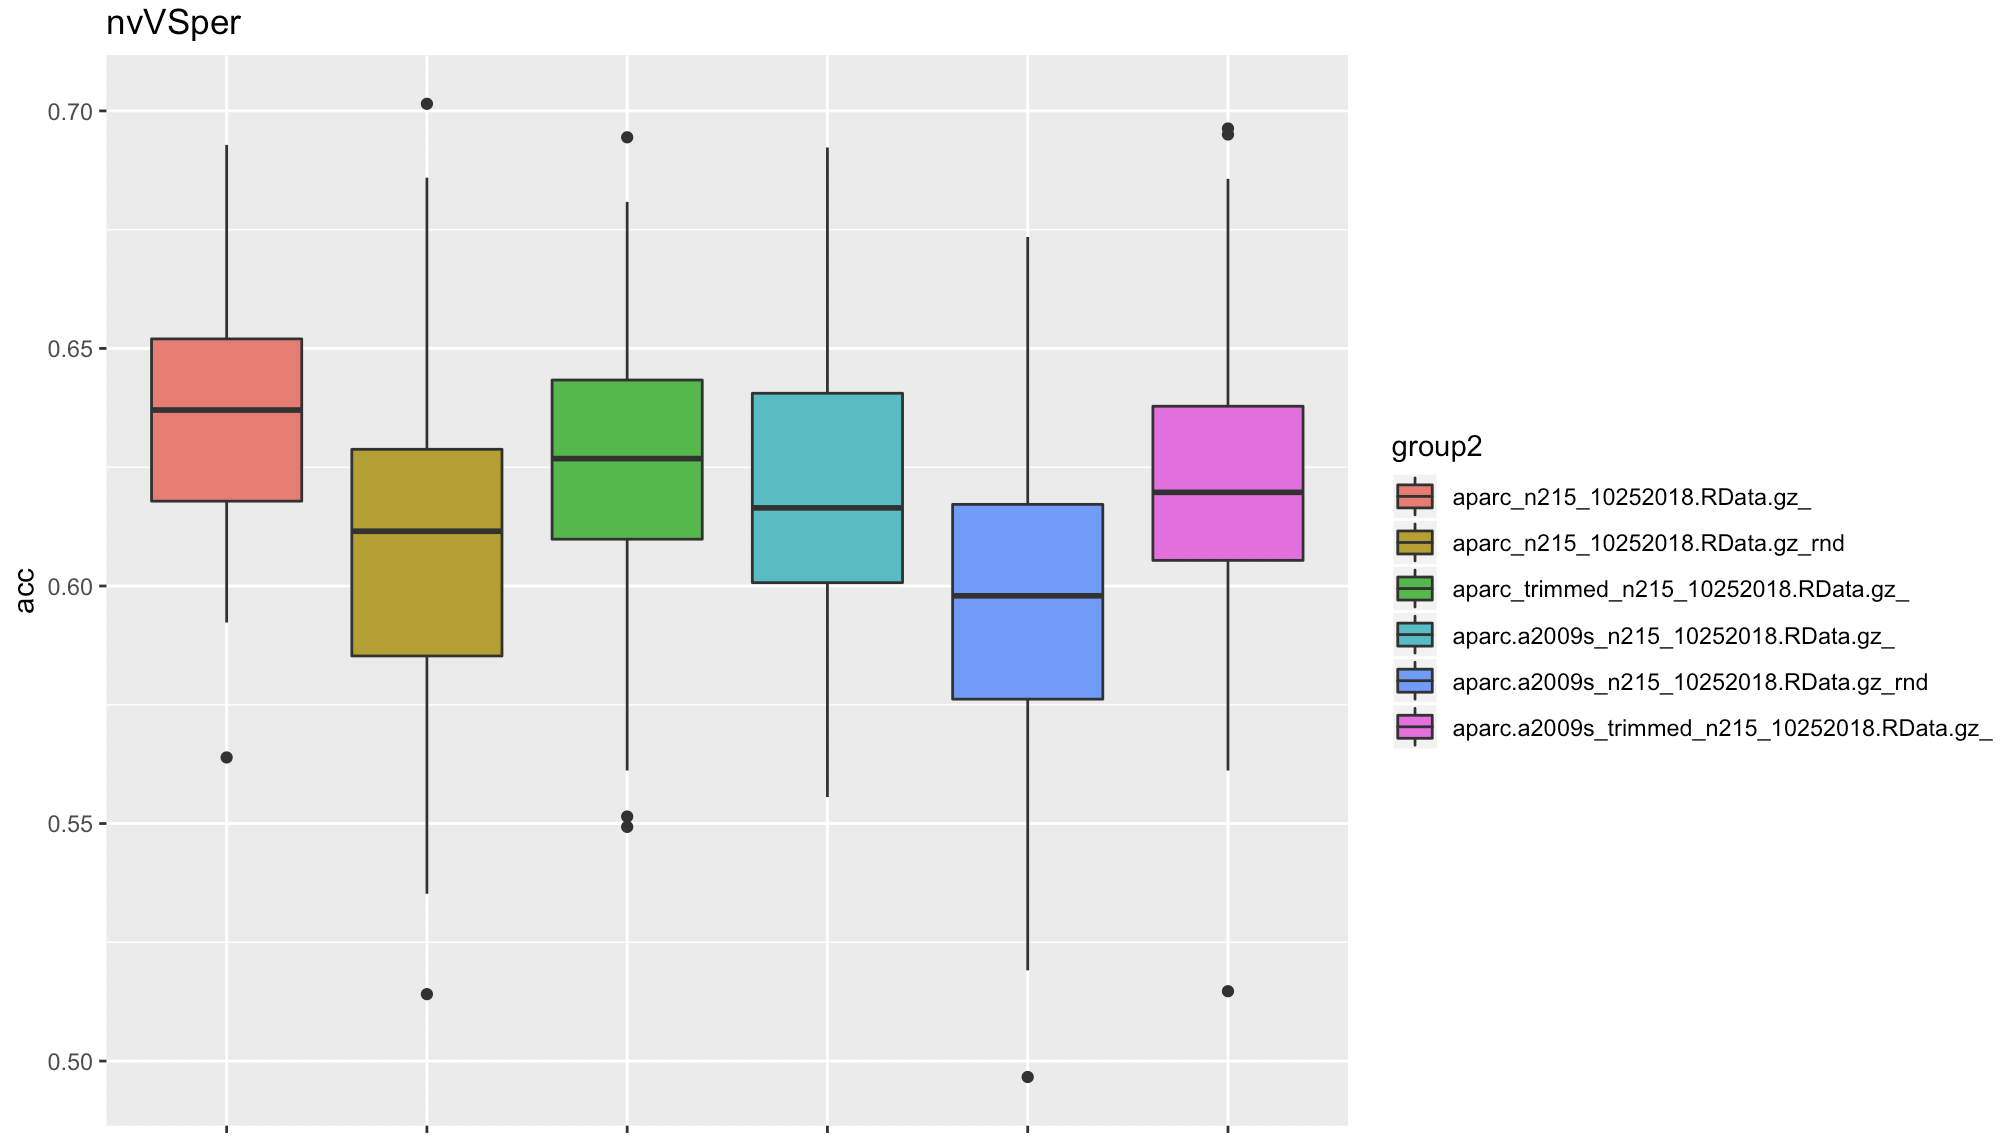 nvVSper
0.70
0.65
0.60
0.55
0.50
acc
group2
aparc_n215_10252018.RData.gz_
aparc_n215_10252018.RData.gz_rnd
aparc_trimmed_n215_10252018.RData.gz_
aparc.a2009s_n215_10252018.RData.gz_
aparc.a2009s_n215_10252018.RData.gz_rnd
aparc.a2009s_trimmed_n215_10252018.RData.gz_